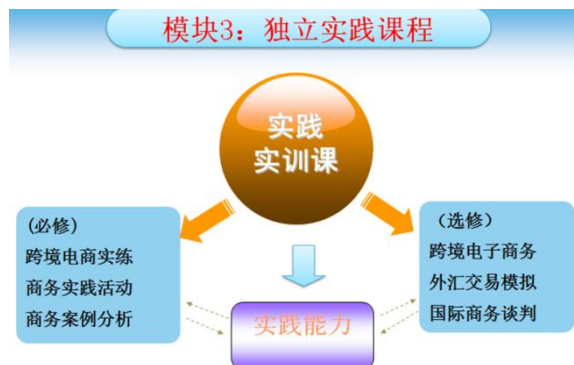 模块3：独立实践课程
实践
实训课
(必修)
跨境电商实练
商务实践活动
商务案例分析
（选修）
跨境电子商务
外汇交易模拟
国际商务谈判
实践能力